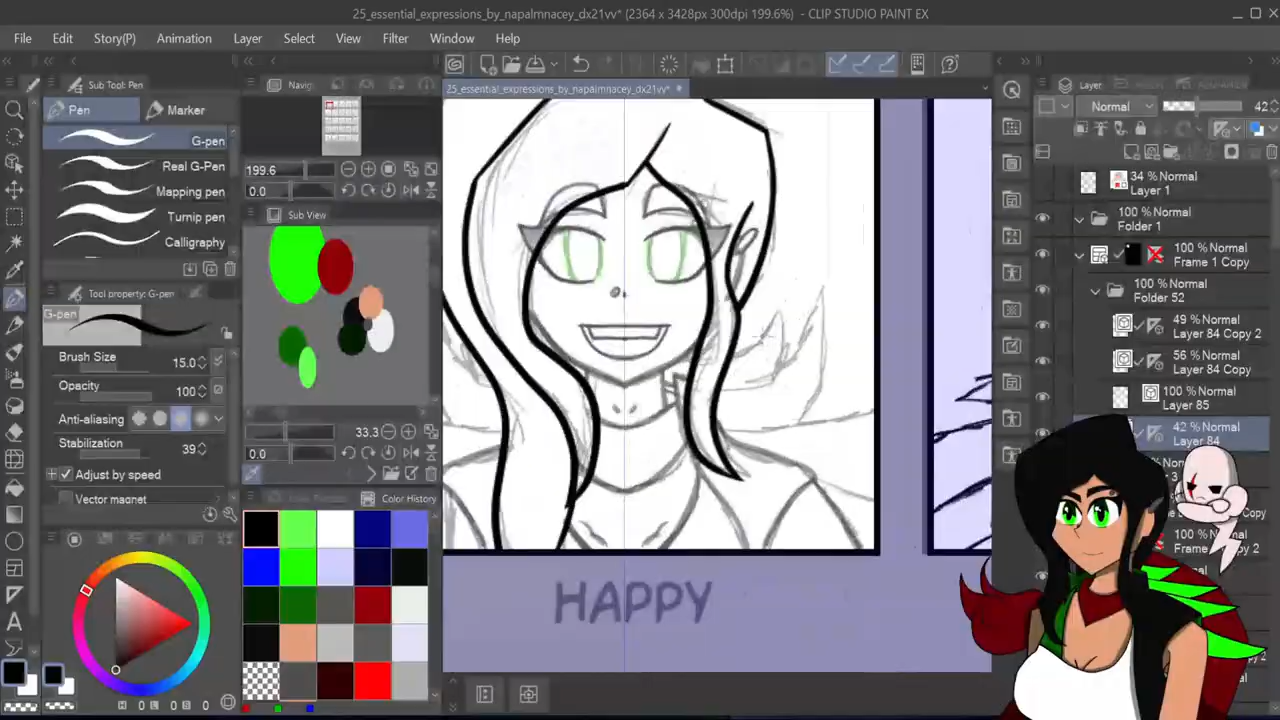 25_essential_expressions_by_napalmnacey_dx21vv* (2364 x 3428px 300dpi 199.6%) - CLIP STUDIO PAINT EX
File Edit Story(P) Animation Layer Select View Filter Window Help
Sub Tool: Pen
Navig
25_essential_expressions_by_napalmnacey_dx21vv*
Layer
Pen
Marker
Normal
42
G-pen
Real G-Pen
Mapping pen
Turnip pen
Calligraphy
199.6
0.0
Sub View
Tool property: G-pen
G-pen
Brush Size 15.0
Opacity 100
Anti-aliasing
Stabilization 39
Adjust by speed
Vector magnet
33.3
0.0
Color History
H 0 L 0 S 0
HAPPY
34 % Normal
Layer 1
100 % Normal
Folder 1
100 % Normal
Frame 1 Copy
100 % Normal
Folder 52
49 % Normal
Layer 84 Copy 2
56 % Normal
Layer 84 Copy
100 % Normal
Layer 85
42 % Normal
Layer 84